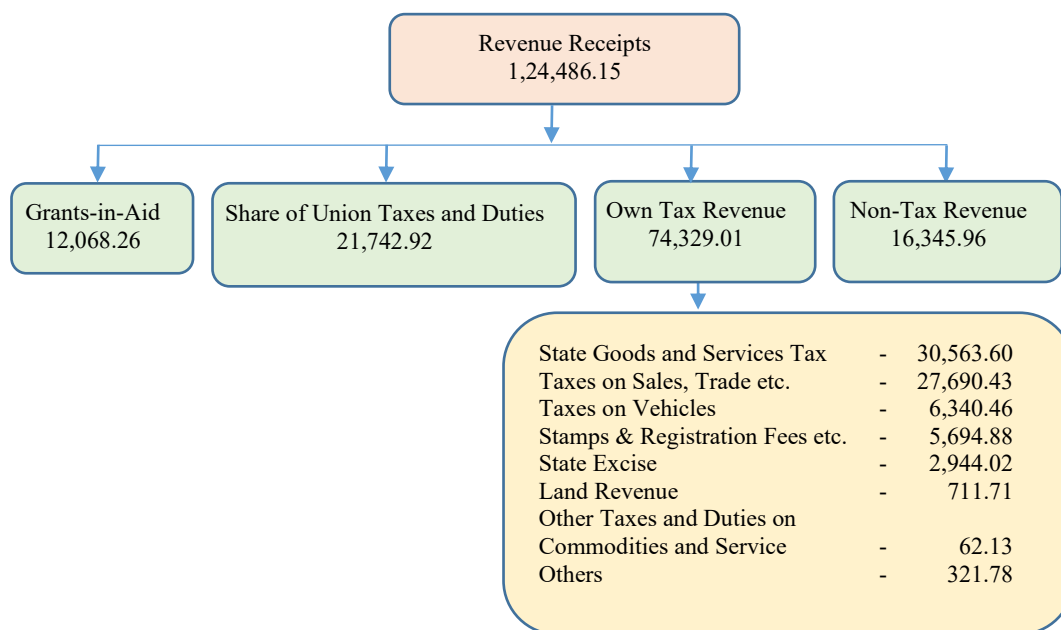 Revenue Receipts
1,24,486.15
Grants-in-Aid
12,068.26
Share of Union Taxes and Duties
21,742.92
Own Tax Revenue
74,329.01
Non-Tax Revenue
16,345.96
State Goods and Services Tax - 30,563.60
Taxes on Sales, Trade etc. - 27,690.43
Taxes on Vehicles - 6,340.46
Stamps & Registration Fees etc. - 5,694.88
State Excise - 2,944.02
Land Revenue - 711.71
Other Taxes and Duties on
Commodities and Service - 62.13
Others - 321.78